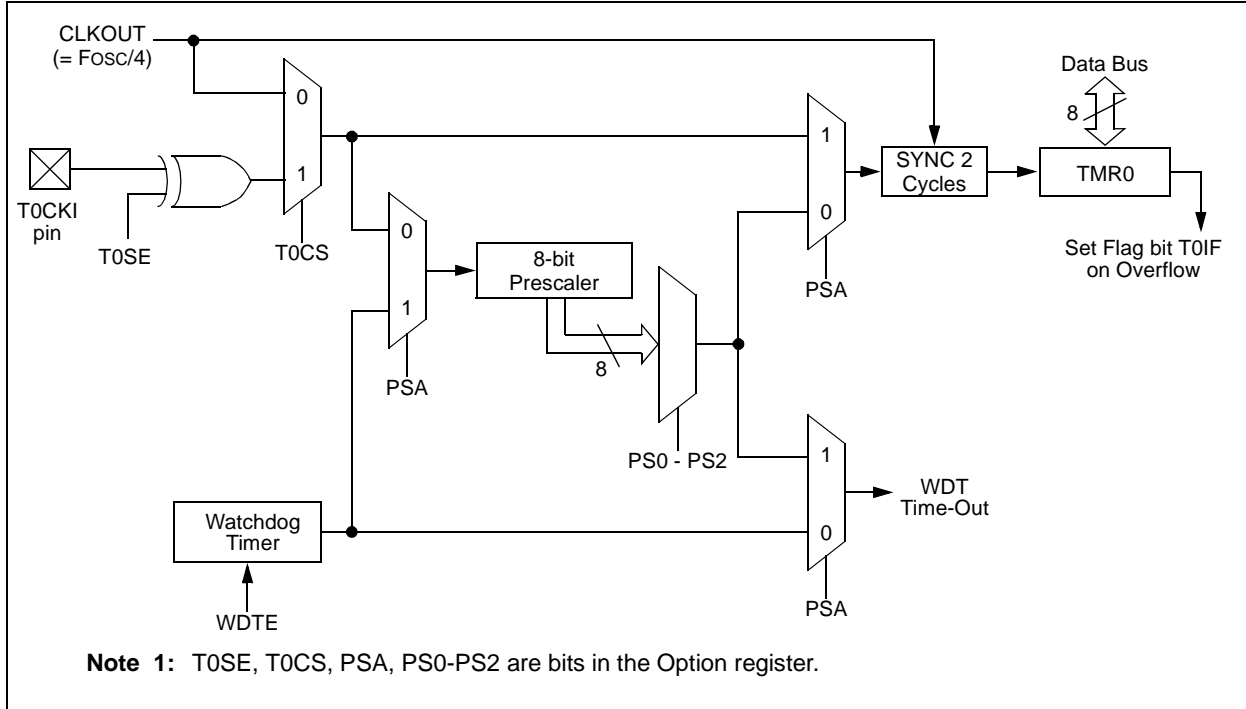 CLKOUT
(= FOSC/4)
Data Bus
8
0
1
1
0
SYNC 2
Cycles
TMR0
T0CKI
pin
T0SE
T0CS
0
1
8-bit
Prescaler
PSA
Set Flag bit T0IF
on Overflow
8
PSA
PS0 - PS2
1
0
WDT
Time-Out
Watchdog
Timer
WDTE
PSA
Note 1: T0SE, T0CS, PSA, PS0-PS2 are bits in the Option register.